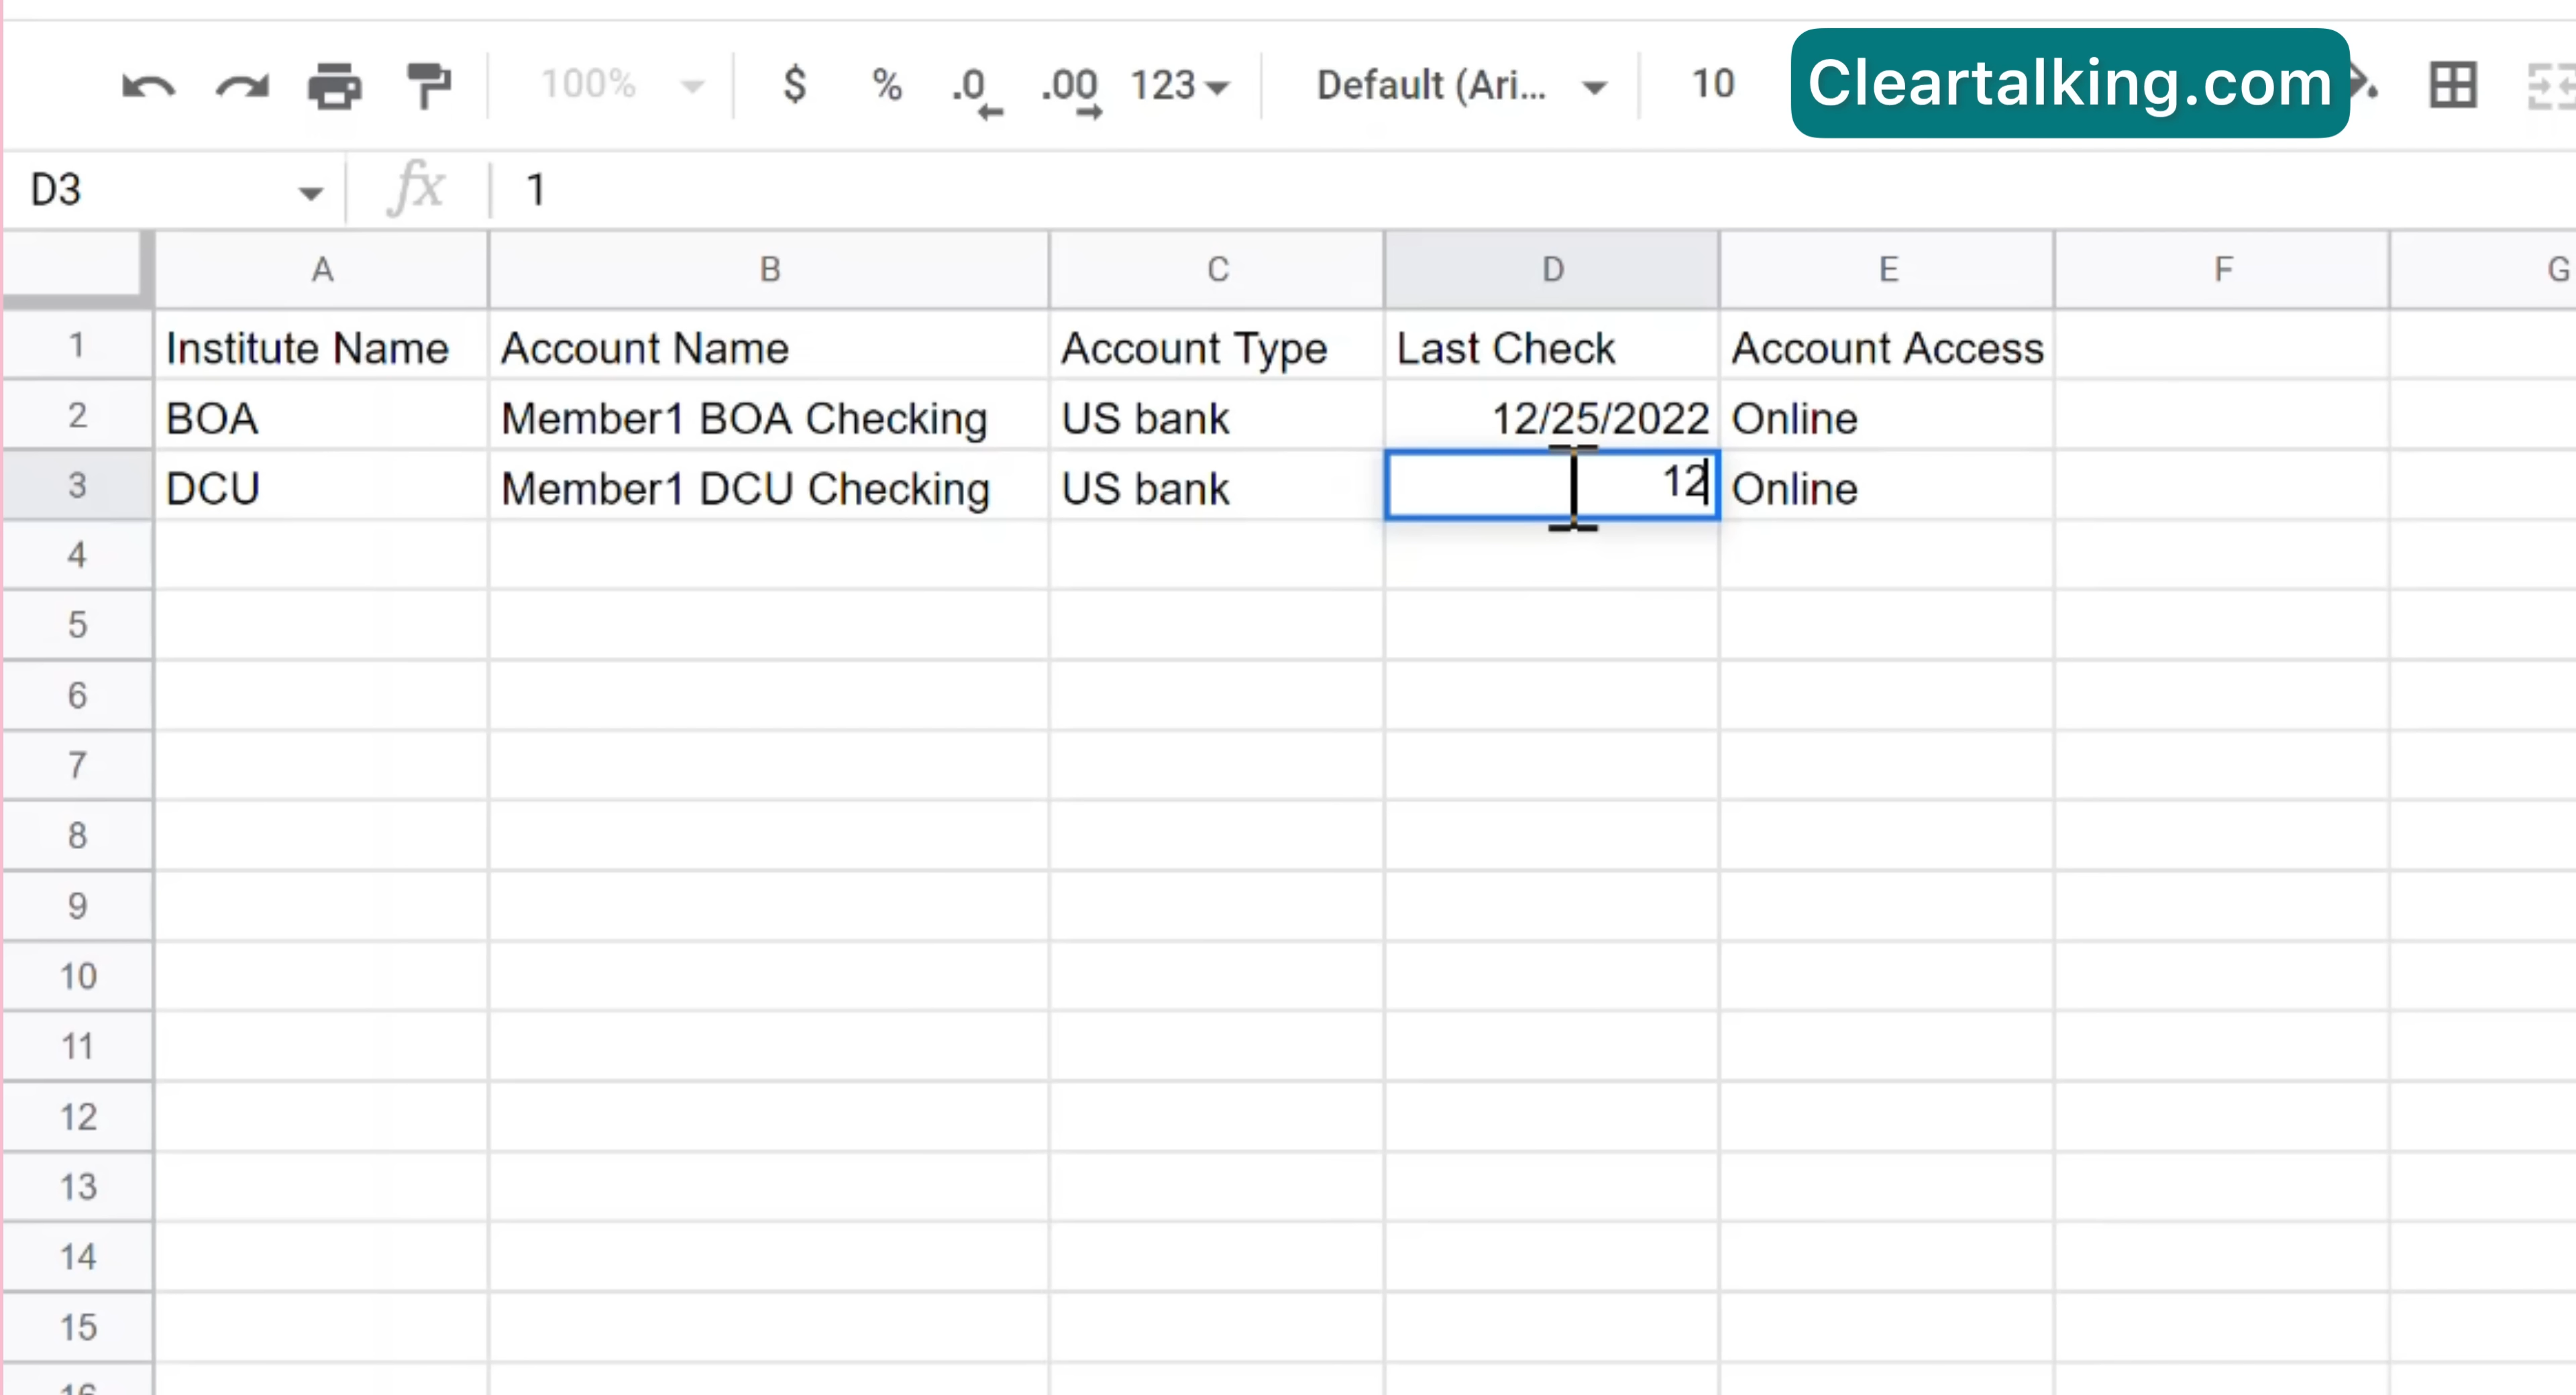 100% $ % .0 .00 123 Default (Ari... 10 Cleartalking.com
D3 fx 1
A B C D E F G
1 Institute Name Account Name Account Type Last Check Account Access
2 BOA Member1 BOA Checking US bank 12/25/2022 Online
3 DCU Member1 DCU Checking US bank 12 Online
4
5
6
7
8
9
10
11
12
13
14
15
16